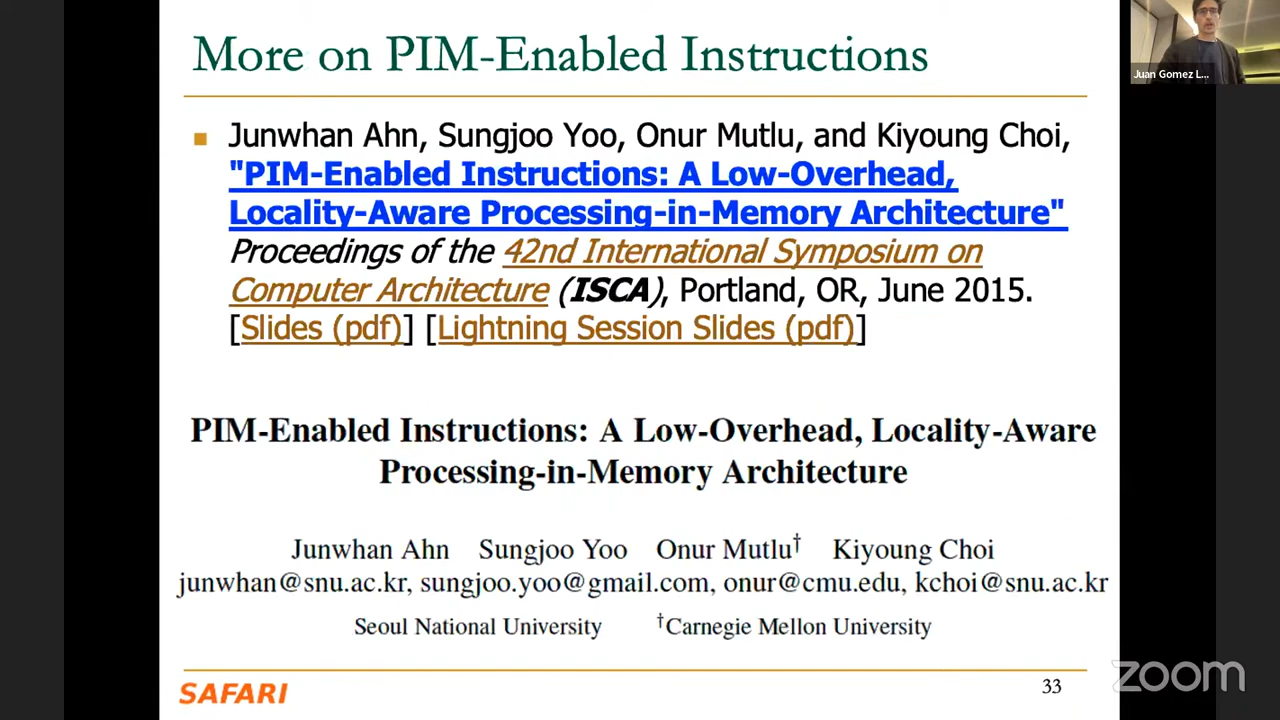 More on PIM-Enabled Instructions
Juan Gomez L...
■ Junwhan Ahn, Sungjoo Yoo, Onur Mutlu, and Kiyoung Choi,
"PIM-Enabled Instructions: A Low-Overhead,
Locality-Aware Processing-in-Memory Architecture"
Proceedings of the 42nd International Symposium on
Computer Architecture (ISCA), Portland, OR, June 2015.
[Slides (pdf)] [Lightning Session Slides (pdf)]
PIM-Enabled Instructions: A Low-Overhead, Locality-Aware
Processing-in-Memory Architecture
Junwhan Ahn Sungjoo Yoo Onur Mutlu† Kiyoung Choi
junwhan@snu.ac.kr, sungjoo.yoo@gmail.com, onur@cmu.edu, kchoi@snu.ac.kr
Seoul National University †Carnegie Mellon University
SAFARI
33
zoom